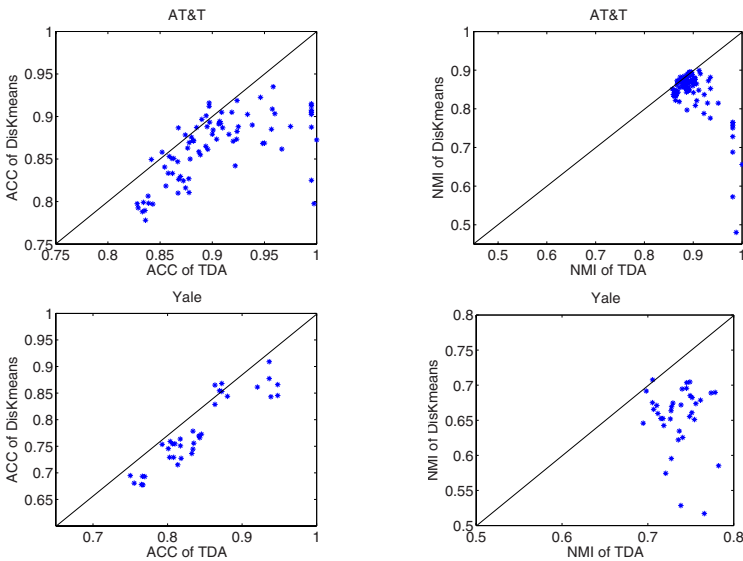 AT&T
1
0.95
0.9
0.85
0.8
0.75
0.75 0.8 0.85 0.9 0.95 1
ACC of DisKmeans
ACC of TDA
AT&T
1
0.9
0.8
0.7
0.6
0.5
0.5 0.6 0.7 0.8 0.9 1
NMI of DisKmeans
NMI of TDA
Yale
1
0.95
0.9
0.85
0.8
0.75
0.7
0.65
0.7 0.8 0.9 1
ACC of DisKmeans
ACC of TDA
Yale
0.8
0.75
0.7
0.65
0.6
0.55
0.5
0.5 0.6 0.7 0.8
NMI of DisKmeans
NMI of TDA